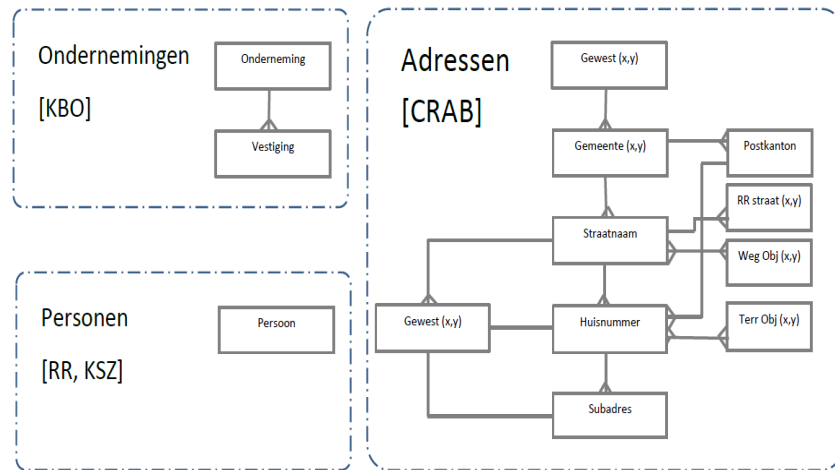 Ondernemingen
[KBO]
Onderneming
Vestiging
Personen
[RR, KSZ]
Persoon
Adressen
[CRAB]
Gewest (x,y)
Gemeente (x,y)
Postkanton
RR straat (x,y)
Straatnaam
Weg Obj (x,y)
Gewest (x,y)
Huisnummer
Terr Obj (x,y)
Subadres